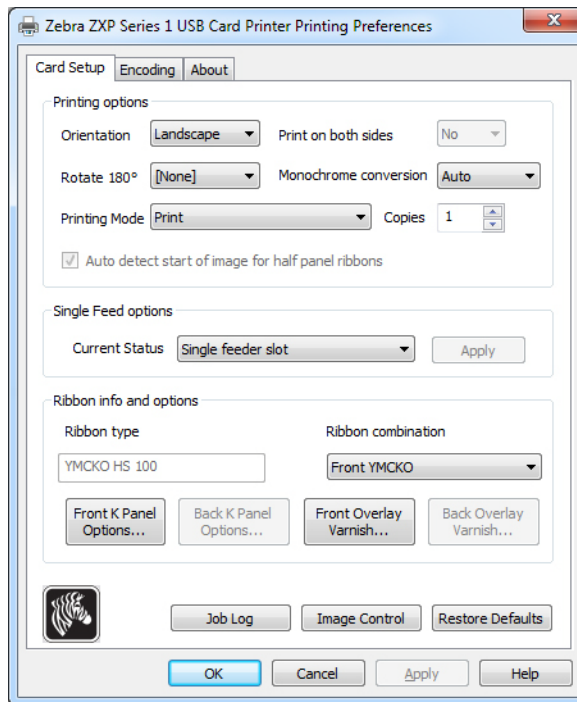 Zebra ZXP Series 1 USB Card Printer Printing Preferences
Card Setup Encoding About
Printing options
Orientation Landscape Print on both sides No
Rotate 180° [None] Monochrome conversion Auto
Printing Mode Print Copies 1
Auto detect start of image for half panel ribbons
Single Feed options
Current Status Single feeder slot Apply
Ribbon info and options
Ribbon type Ribbon combination
YMCKO HS 100 Front YMCKO
Front K Panel Options... Back K Panel Options... Front Overlay Varnish... Back Overlay Varnish...
Job Log Image Control Restore Defaults
OK Cancel Apply Help